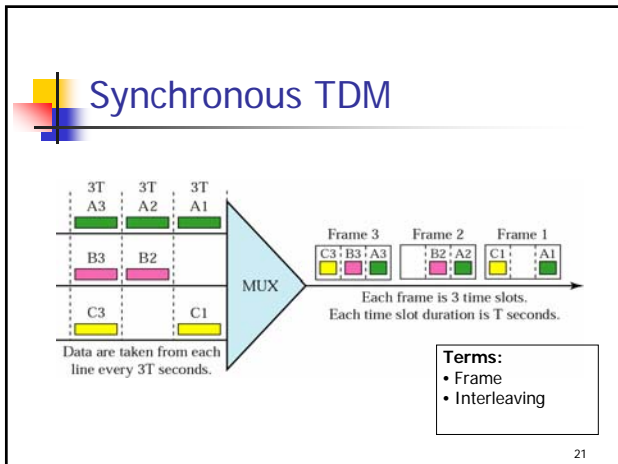 Synchronous TDM
3T 3T 3T
A3 A2 A1
B3 B2
C3 C1
MUX
Frame 3 Frame 2 Frame 1
C3 B3 A3 B2 A2 C1 A1
Each frame is 3 time slots.
Each time slot duration is T seconds.
Data are taken from each
line every 3T seconds.
Terms:
• Frame
• Interleaving
21